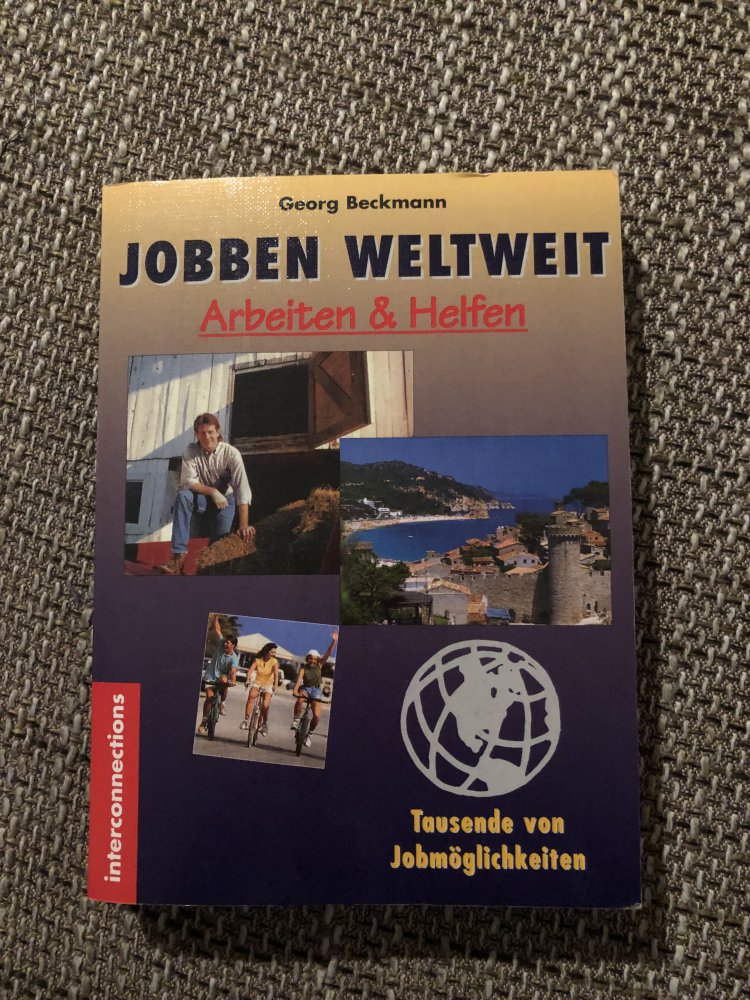 Georg Beckmann
JOBBEN WELTWEIT
Arbeiten & Helfen
interconnections
Tausende von
Jobmöglichkeiten